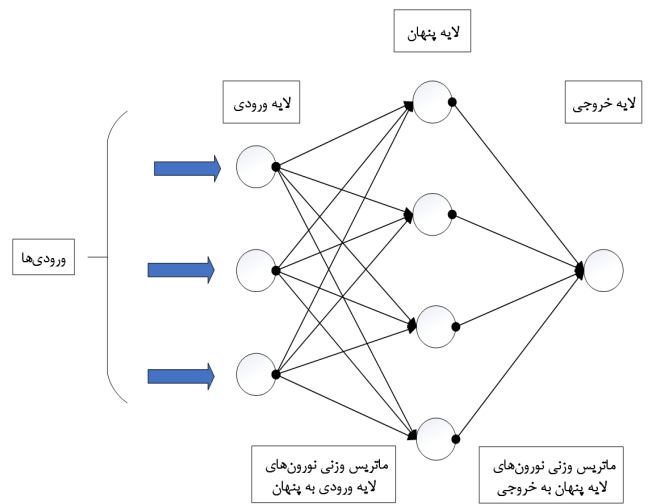 لایه پنهان
لایه خروجی
لایه ورودی
ورودی‌ها
ماتریس وزنی نورون‌های
لایه پنهان به خروجی
ماتریس وزنی نورون‌های
لایه ورودی به پنهان